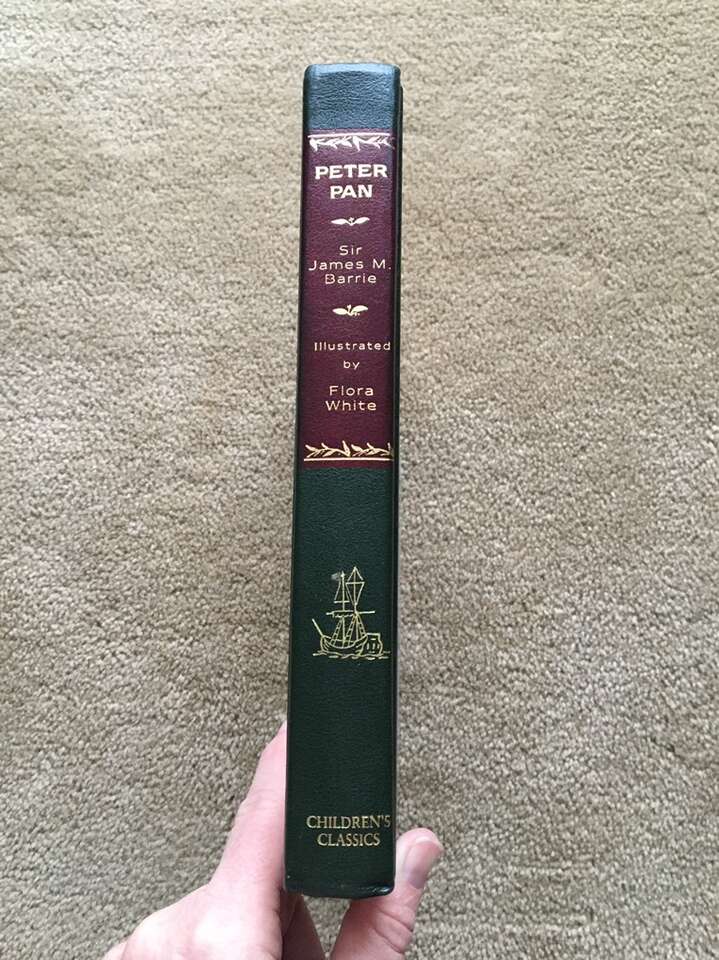 PETER
PAN
Sir
James M.
Barrie
Illustrated
by
Flora
White
CHILDREN'S
CLASSICS